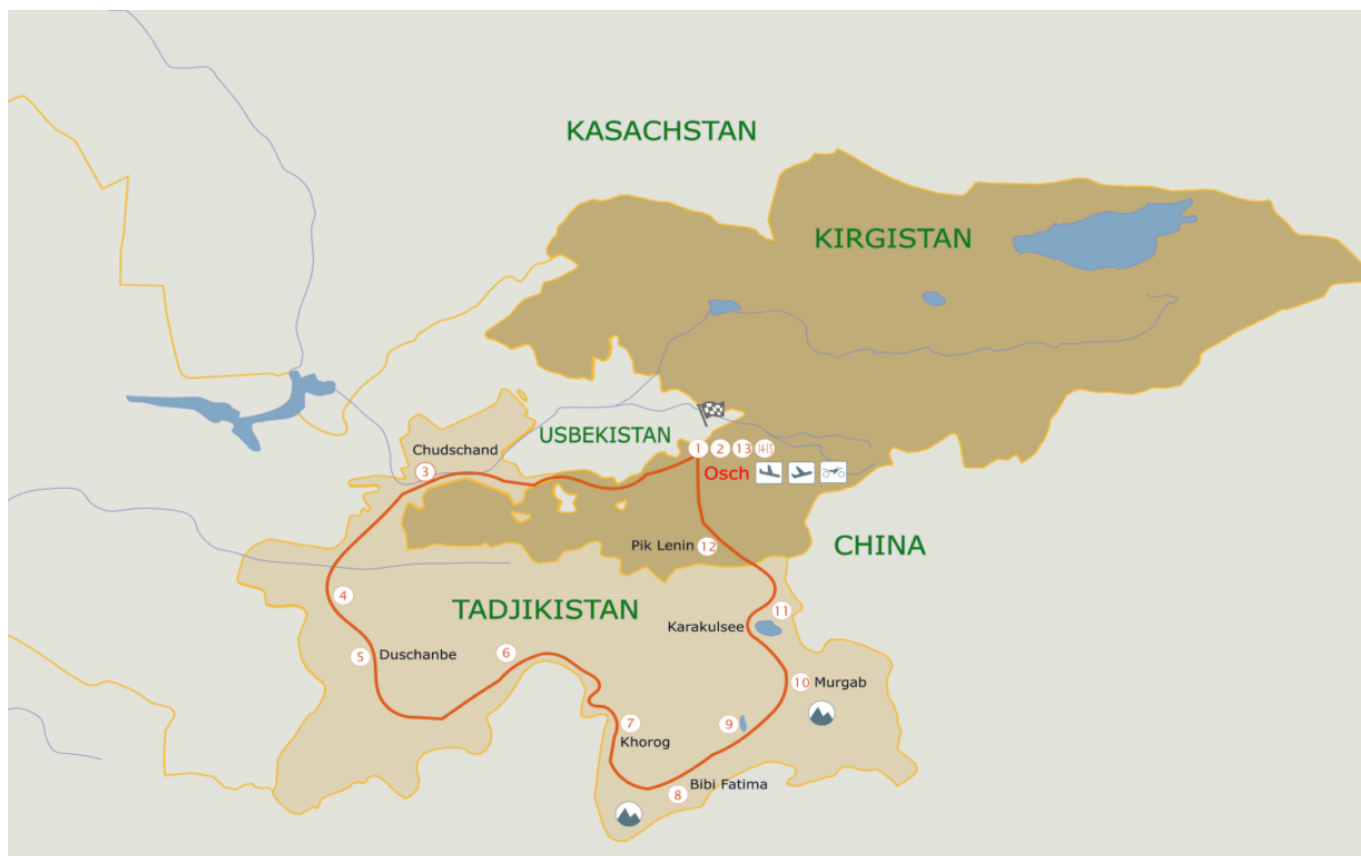 KASACHSTAN
KIRGISTAN
USBEKISTAN
Chudschand
3
1 2 13 14-15
Osch
Pik Lenin 12
CHINA
4
TADJIKISTAN
11
Karakulsee
5 Duschanbe
6
10 Murgab
7
Khorog
9
Bibi Fatima
8